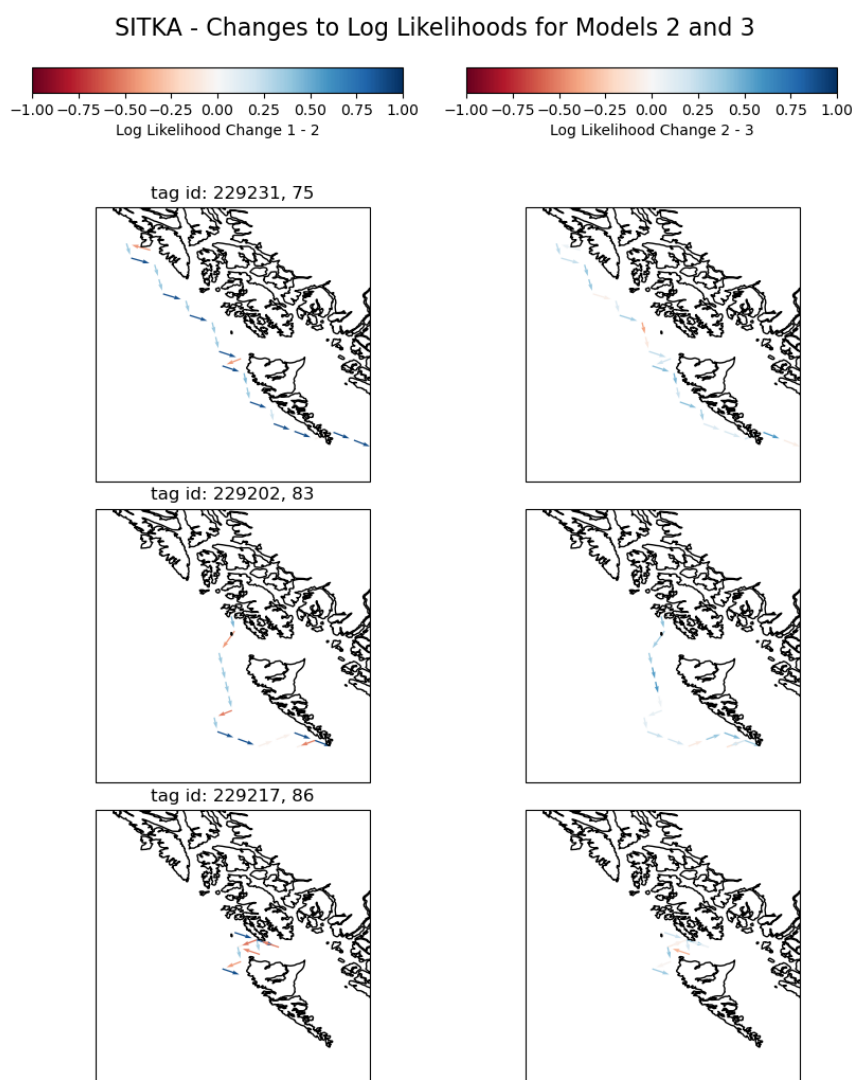 SITKA - Changes to Log Likelihoods for Models 2 and 3
−1.00 −0.75 −0.50 −0.25 0.00 0.25 0.50 0.75 1.00
Log Likelihood Change 1 - 2
−1.00 −0.75 −0.50 −0.25 0.00 0.25 0.50 0.75 1.00
Log Likelihood Change 2 - 3
tag id: 229231, 75
tag id: 229202, 83
tag id: 229217, 86